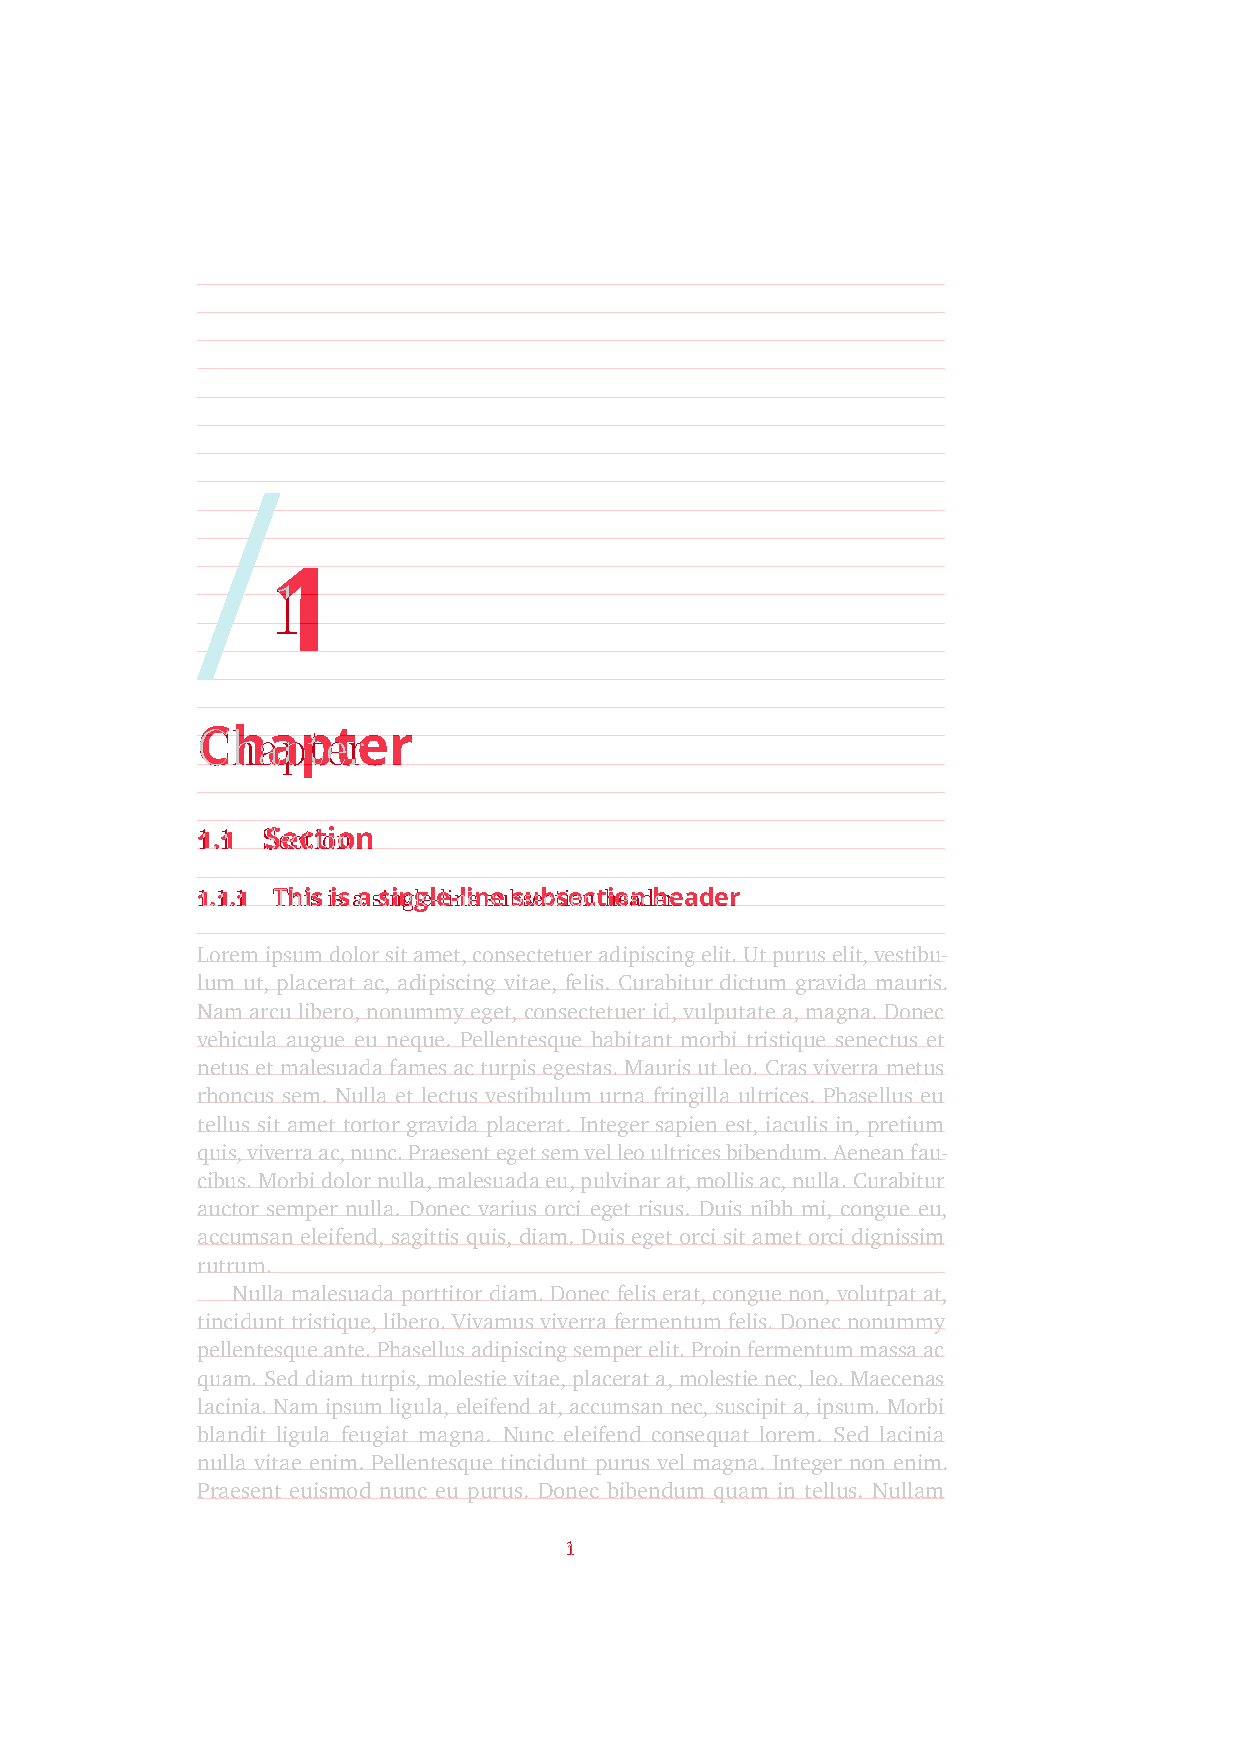 /1
Chapter
1.1 Section
1.1.1 This is a single-line subsection header
Lorem ipsum dolor sit amet, consectetuer adipiscing elit. Ut purus elit, vestibu-
lum ut, placerat ac, adipiscing vitae, felis. Curabitur dictum gravida mauris.
Nam arcu libero, nonummy eget, consectetuer id, vulputate a, magna. Donec
vehicula augue eu neque. Pellentesque habitant morbi tristique senectus et
netus et malesuada fames ac turpis egestas. Mauris ut leo. Cras viverra metus
rhoncus sem. Nulla et lectus vestibulum urna fringilla ultrices. Phasellus eu
tellus sit amet tortor gravida placerat. Integer sapien est, iaculis in, pretium
quis, viverra ac, nunc. Praesent eget sem vel leo ultrices bibendum. Aenean fau-
cibus. Morbi dolor nulla, malesuada eu, pulvinar at, mollis ac, nulla. Curabitur
auctor semper nulla. Donec varius orci eget risus. Duis nibh mi, congue eu,
accumsan eleifend, sagittis quis, diam. Duis eget orci sit amet orci dignissim
rutrum.
Nulla malesuada porttitor diam. Donec felis erat, congue non, volutpat at,
tincidunt tristique, libero. Vivamus viverra fermentum felis. Donec nonummy
pellentesque ante. Phasellus adipiscing semper elit. Proin fermentum massa ac
quam. Sed diam turpis, molestie vitae, placerat a, molestie nec, leo. Maecenas
lacinia. Nam ipsum ligula, eleifend at, accumsan nec, suscipit a, ipsum. Morbi
blandit ligula feugiat magna. Nunc eleifend consequat lorem. Sed lacinia
nulla vitae enim. Pellentesque tincidunt purus vel magna. Integer non enim.
Praesent euismod nunc eu purus. Donec bibendum quam in tellus. Nullam
1